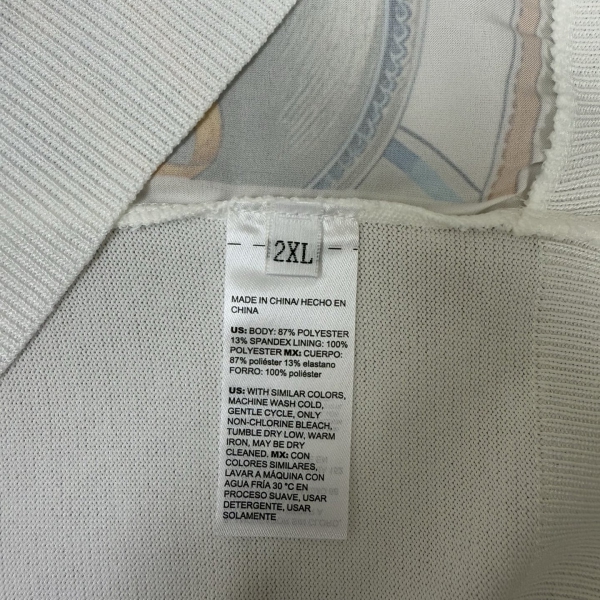 2XL
MADE IN CHINA/ HECHO EN
CHINA
US: BODY: 87% POLYESTER
13% SPANDEX LINING: 100%
POLYESTER MX: CUERPO:
87% poliéster 13% elastano
FORRO: 100% poliéster
US: WITH SIMILAR COLORS,
MACHINE WASH COLD,
GENTLE CYCLE, ONLY
NON-CHLORINE BLEACH,
TUMBLE DRY LOW, WARM
IRON, MAY BE DRY
CLEANED. MX: CON
COLORES SIMILARES,
LAVAR A MÁQUINA CON
AGUA FRÍA 30 °C EN
PROCESO SUAVE, USAR
DETERGENTE, USAR
SOLAMENTE